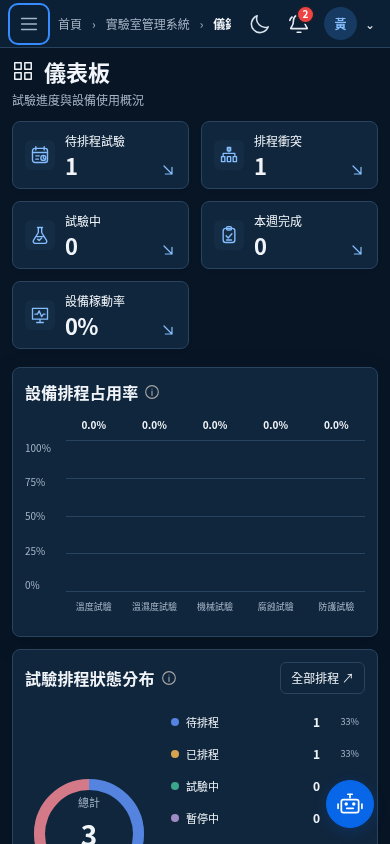 首頁 › 實驗室管理系統 ›
2
黃
儀表板
試驗進度與設備使用概況
待排程試驗
1
排程衝突
1
試驗中
0
本週完成
0
設備稼動率
0%
設備排程占用率
0.0% 0.0% 0.0% 0.0% 0.0%
100%
75%
50%
25%
0%
溫度試驗 溫濕度試驗 機械試驗 腐蝕試驗 防護試驗
試驗排程狀態分布
全部排程 ↗
待排程 1 33%
已排程 1 33%
試驗中 0
暫停中 0
總計
3